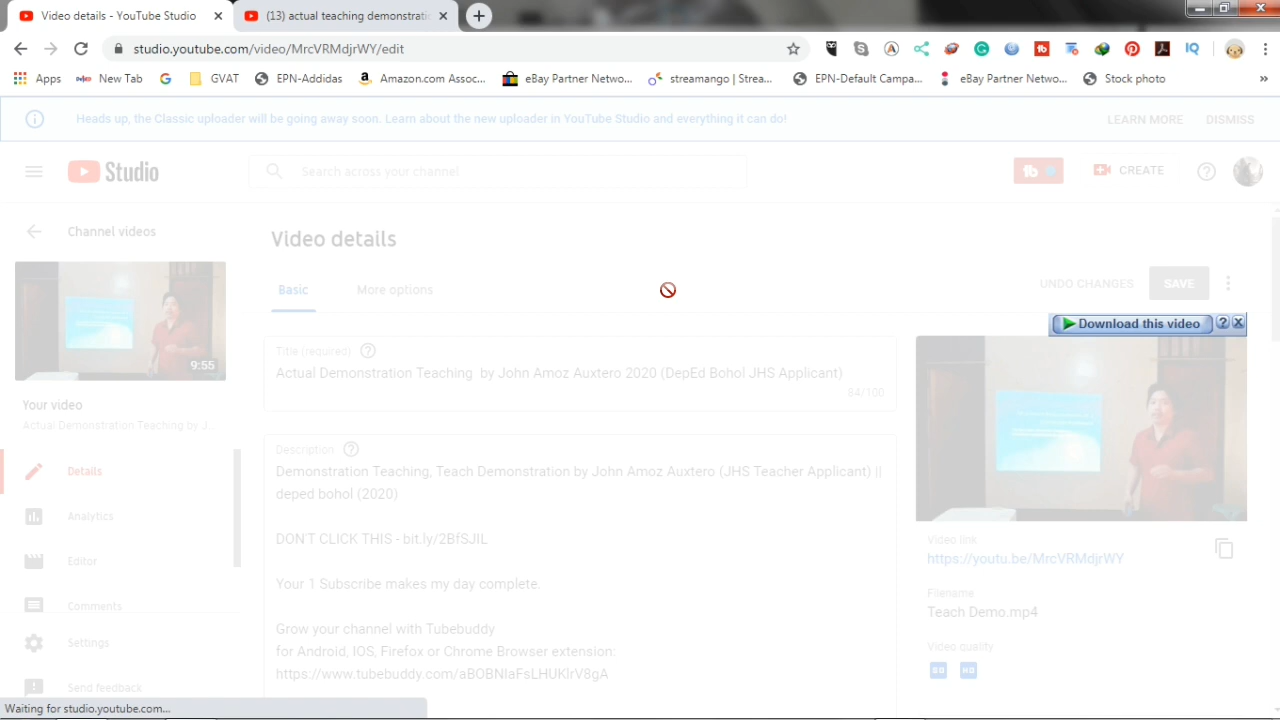 Video details - YouTube Studio
(13) actual teaching demonstratic
studio.youtube.com/video/MrcVRMdjrWY/edit
Apps New Tab GVAT EPN-Addidas Amazon.com Assoc... eBay Partner Netwo... streamango | Strea... EPN-Default Campa... eBay Partner Netwo... Stock photo »
Heads up, the Classic uploader will be going away soon. Learn about the new uploader in YouTube Studio and everything it can do! LEARN MORE DISMISS
Studio Search across your channel tb CREATE
Channel videos
Video details
Basic More options UNDO CHANGES SAVE
Download this video
Title (required)
9:55
Actual Demonstration Teaching by John Amoz Auxtero 2020 (DepEd Bohol JHS Applicant)
84/100
Your video
Actual Demonstration Teaching by J...
Description
Details
Demonstration Teaching, Teach Demonstration by John Amoz Auxtero (JHS Teacher Applicant) ||
deped bohol (2020)
Analytics
DON'T CLICK THIS - bit.ly/2BfSJIL
Video link
https://youtu.be/MrcVRMdjrWY
Editor
Your 1 Subscribe makes my day complete.
Filename
Comments
Teach Demo.mp4
Grow your channel with Tubebuddy
Settings
for Android, IOS, Firefox or Chrome Browser extension:
Video quality
SD HD
https://www.tubebuddy.com/aBOBNIaFsLHUKlrV8gA
Send feedback
Waiting for studio.youtube.com...